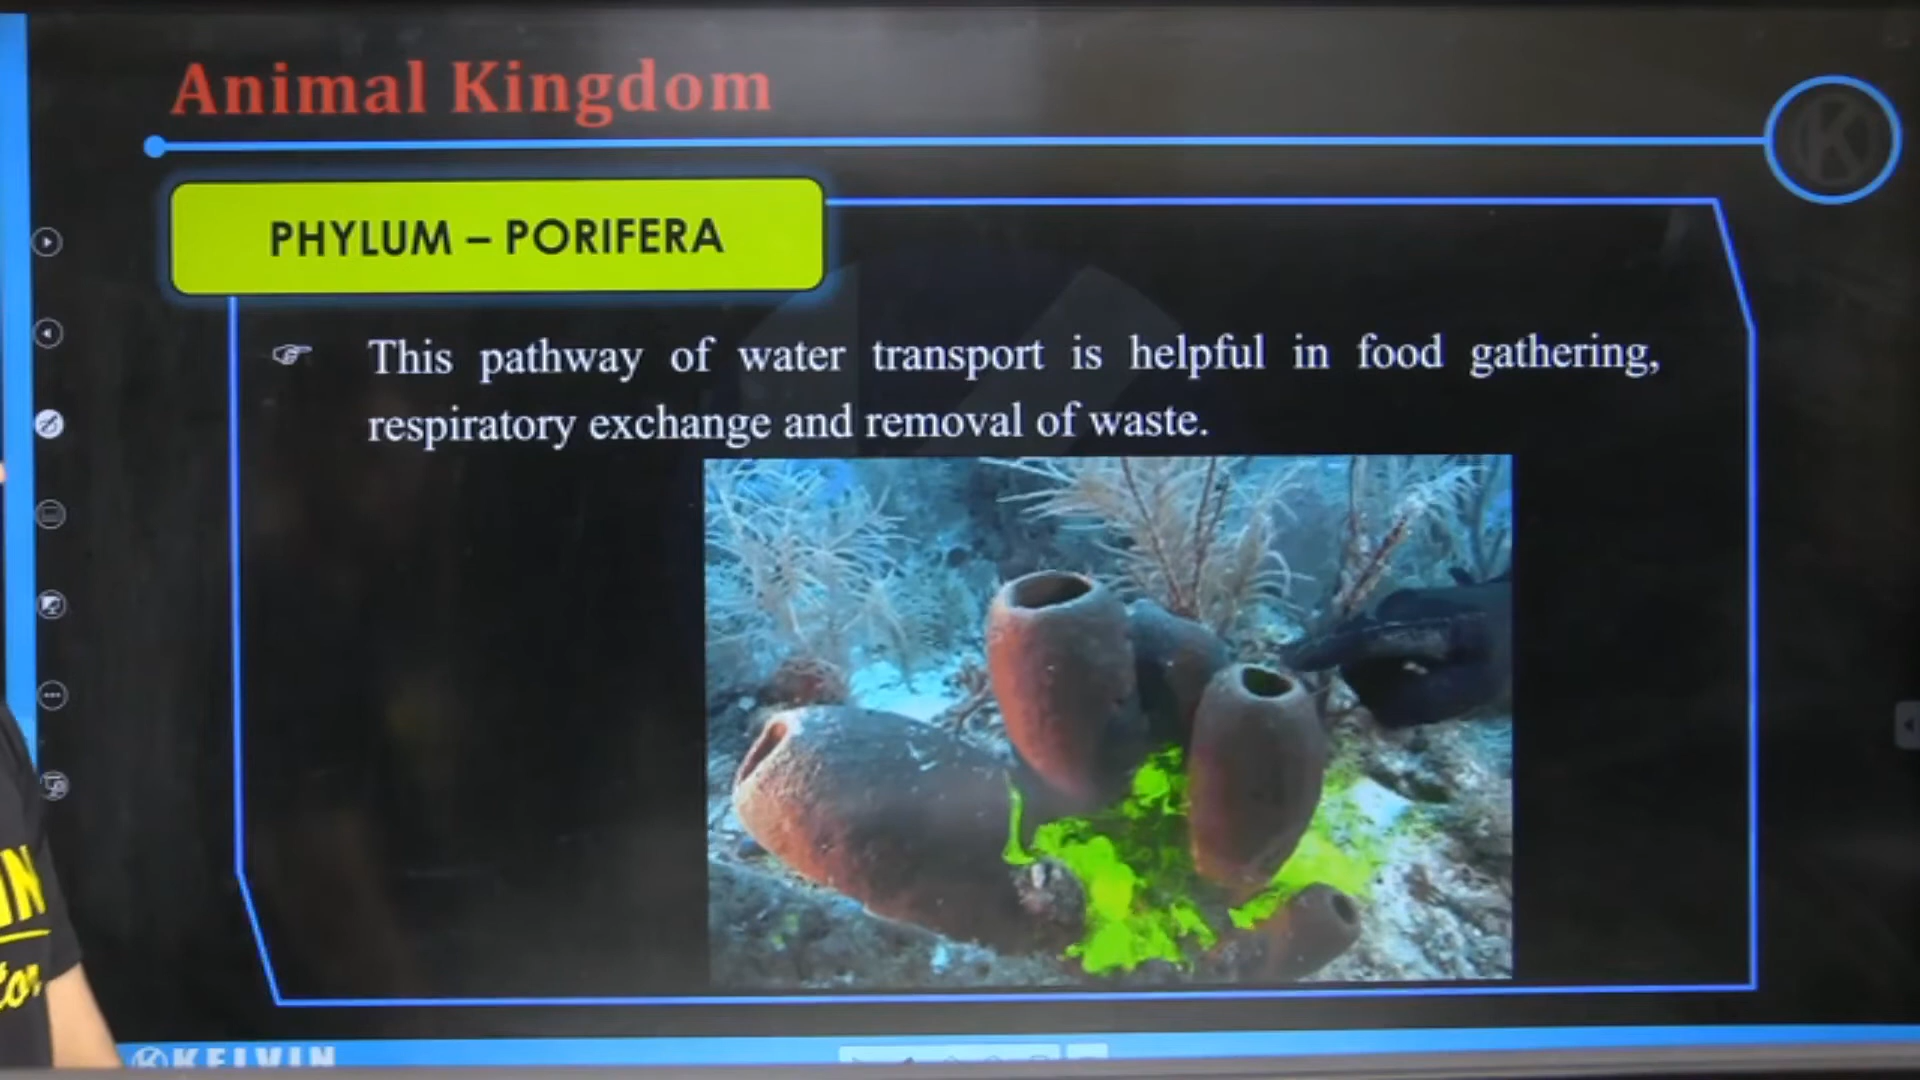 Animal Kingdom
PHYLUM – PORIFERA
This pathway of water transport is helpful in food gathering,
respiratory exchange and removal of waste.
KELVIN